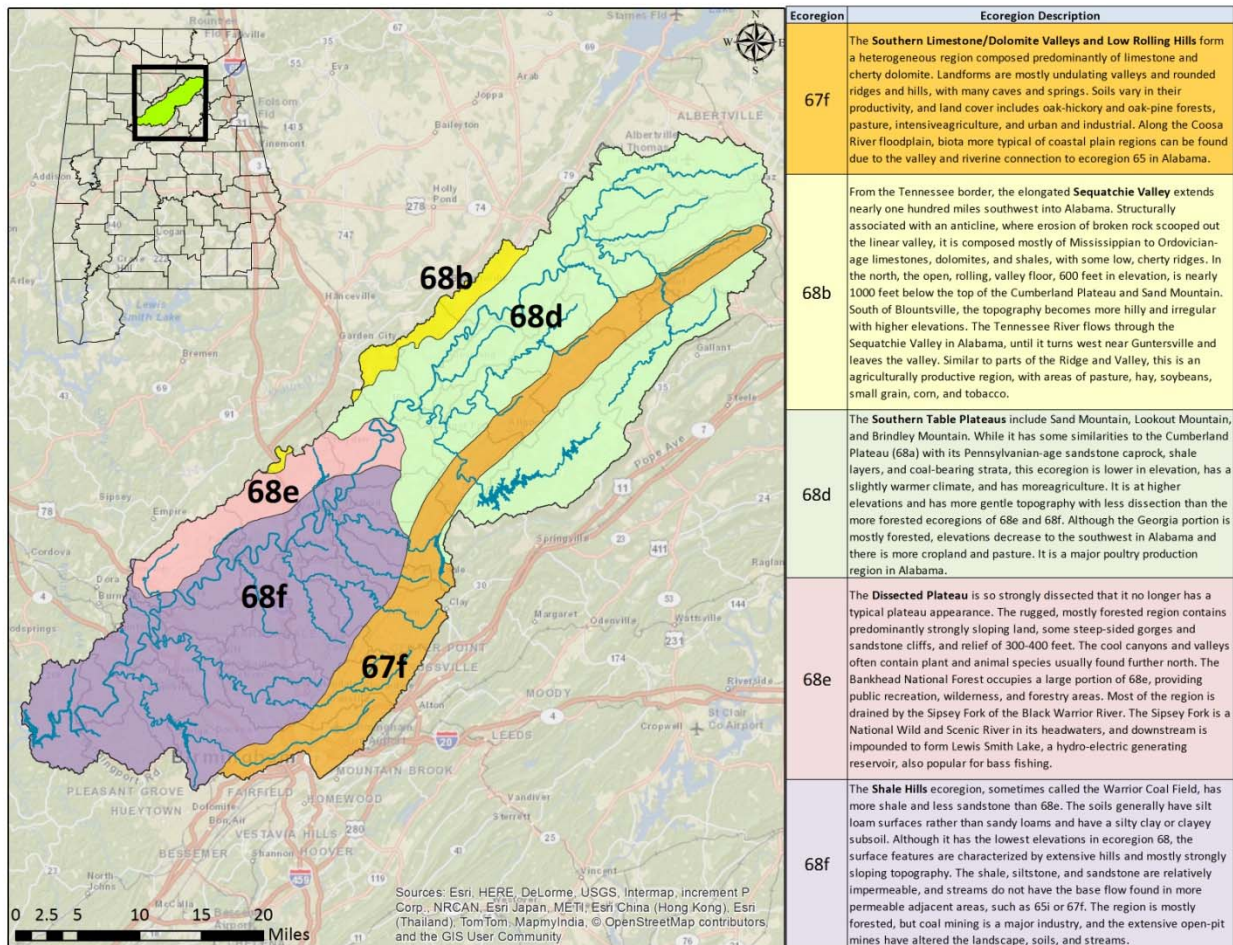 Ecoregion
Ecoregion Description
67f
The Southern Limestone/Dolomite Valleys and Low Rolling Hills form
a heterogeneous region composed predominantly of limestone and
cherty dolomite. Landforms are mostly undulating valleys and rounded
ridges and hills, with many caves and springs. Soils vary in their
productivity, and land cover includes oak-hickory and oak-pine forests,
pasture, intensiveagriculture, and urban and industrial. Along the Coosa
River floodplain, biota more typical of coastal plain regions can be found
due to the valley and riverine connection to ecoregion 65 in Alabama.
68b
From the Tennessee border, the elongated Sequatchie Valley extends
nearly one hundred miles southwest into Alabama. Structurally
associated with an anticline, where erosion of broken rock scooped out
the linear valley, it is composed mostly of Mississippian to Ordovician-
age limestones, dolomites, and shales, with some low, cherty ridges. In
the north, the open, rolling, valley floor, 600 feet in elevation, is nearly
1000 feet below the top of the Cumberland Plateau and Sand Mountain.
South of Blountsville, the topography becomes more hilly and irregular
with higher elevations. The Tennessee River flows through the
Sequatchie Valley in Alabama, until it turns west near Guntersville and
leaves the valley. Similar to parts of the Ridge and Valley, this is an
agriculturally productive region, with areas of pasture, hay, soybeans,
small grain, corn, and tobacco.
68d
The Southern Table Plateaus include Sand Mountain, Lookout Mountain,
and Brindley Mountain. While it has some similarities to the Cumberland
Plateau (68a) with its Pennsylvanian-age sandstone caprock, shale
layers, and coal-bearing strata, this ecoregion is lower in elevation, has a
slightly warmer climate, and has moreagriculture. It is at higher
elevations and has more gentle topography with less dissection than the
more forested ecoregions of 68e and 68f. Although the Georgia portion is
mostly forested, elevations decrease to the southwest in Alabama and
there is more cropland and pasture. It is a major poultry production
region in Alabama.
68e
The Dissected Plateau is so strongly dissected that it no longer has a
typical plateau appearance. The rugged, mostly forested region contains
predominantly strongly sloping land, some steep-sided gorges and
sandstone cliffs, and relief of 300-400 feet. The cool canyons and valleys
often contain plant and animal species usually found further north. The
Bankhead National Forest occupies a large portion of 68e, providing
public recreation, wilderness, and forestry areas. Most of the region is
drained by the Sipsey Fork of the Black Warrior River. The Sipsey Fork is a
National Wild and Scenic River in its headwaters, and downstream is
impounded to form Lewis Smith Lake, a hydro-electric generating
reservoir, also popular for bass fishing.
68f
The Shale Hills ecoregion, sometimes called the Warrior Coal Field, has
more shale and less sandstone than 68e. The soils generally have silt
loam surfaces rather than sandy loams and have a silty clay or clayey
subsoil. Although it has the lowest elevations in ecoregion 68, the
surface features are characterized by extensive hills and mostly strongly
sloping topography. The shale, siltstone, and sandstone are relatively
impermeable, and streams do not have the base flow found in more
permeable adjacent areas, such as 65i or 67f. The region is mostly
forested, but coal mining is a major industry, and the extensive open-pit
mines have altered the landscape, soils, and streams.
N
W
E
S
Eva
Arab
Joppa
Baileyton
ALBERTVILLE
Albertville
Addison
Holly
Pond
278
74
747
Hanceville
Garden City
Bremen
69
91
Arley
Logan
Lewis
Smith Lake
Folsom
Fld
Vinemont
Sipsey
Empire
78
Cordova
Dora
Gallant
Steele
7
Pope Ave
11
23
411
Springville
Ragland
Clay
Margaret
Odenville
Wattsville
231
174
Riverside
MOODY
Cropwell
St Clair
Co Airport
Alton
LEEDS
20
4
MOUNTAIN BROOK
PLEASANT GROVE
HUEYTOWN
FAIRFIELD
HOMEWOOD
Dolomite
Bon Air
VESTAVIA HILLS
280
HOOVER
BESSEMER
Shannon
Vandiver
Sterrett
Vincent
459
North
Johns
McCalla
68b
68d
68e
68f
67f
0 2.5 5 10 15 20
Miles
Sources: Esri, HERE, DeLorme, USGS, Intermap, increment P
Corp., NRCAN, Esri Japan, METI, Esri China (Hong Kong), Esri
(Thailand), TomTom, MapmyIndia, © OpenStreetMap contributors,
and the GIS User Community